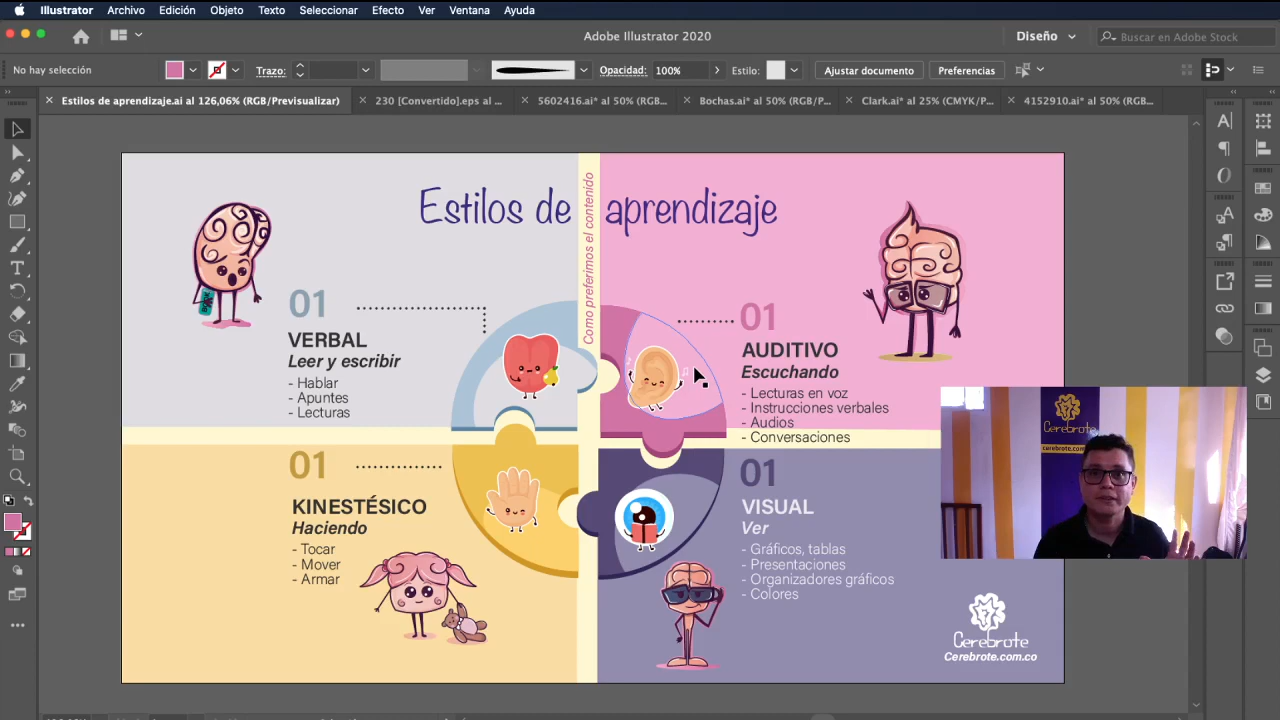 Illustrator Archivo Edición Objeto Texto Seleccionar Efecto Ver Ventana Ayuda
Adobe Illustrator 2020
Diseño
Buscar en Adobe Stock
No hay selección
Trazo:
Opacidad: 100%
Estilo:
Ajustar documento
Preferencias
Estilos de aprendizaje.ai al 126,06% (RGB/Previsualizar)
230 [Convertido].eps al ...
5602416.ai* al 50% (RGB...
Bochas.ai* al 50% (RGB/P...
Clark.ai* al 25% (CMYK/P...
4152910.ai* al 50% (RGB...
Estilos de aprendizaje
Como preferimos el contenido
01
VERBAL
Leer y escribir
- Hablar
- Apuntes
- Lecturas
01
AUDITIVO
Escuchando
- Lecturas en voz
- Instrucciones verbales
- Audios
- Conversaciones
01
KINESTÉSICO
Haciendo
- Tocar
- Mover
- Armar
01
VISUAL
Ver
- Gráficos, tablas
- Presentaciones
- Organizadores gráficos
- Colores
Cerebrote
cerebrote.com
Cerebrote
Cerebrote.com.co